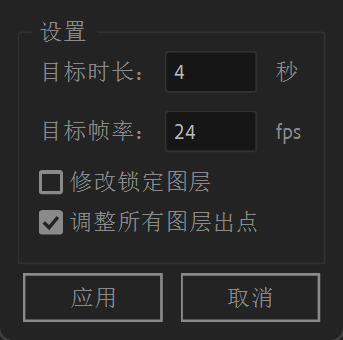 设置
目标时长： 4 秒
目标帧率： 24 fps
修改锁定图层
调整所有图层出点
应用 取消